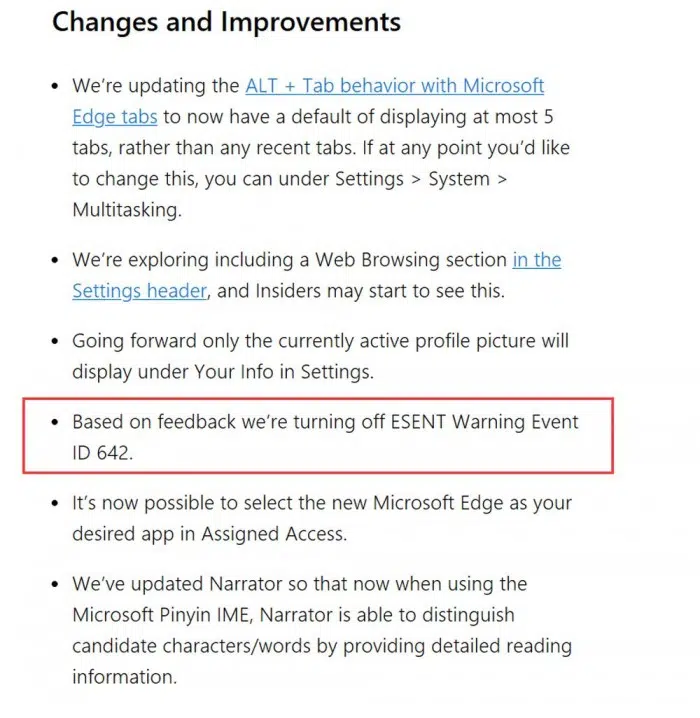 Changes and Improvements
• We’re updating the ALT + Tab behavior with Microsoft
Edge tabs to now have a default of displaying at most 5
tabs, rather than any recent tabs. If at any point you’d like
to change this, you can under Settings > System >
Multitasking.
• We’re exploring including a Web Browsing section in the
Settings header, and Insiders may start to see this.
• Going forward only the currently active profile picture will
display under Your Info in Settings.
• Based on feedback we’re turning off ESENT Warning Event
ID 642.
• It’s now possible to select the new Microsoft Edge as your
desired app in Assigned Access.
• We’ve updated Narrator so that now when using the
Microsoft Pinyin IME, Narrator is able to distinguish
candidate characters/words by providing detailed reading
information.